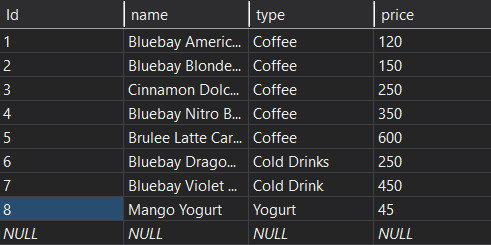 Id name type price
1 Bluebay Americ... Coffee 120
2 Bluebay Blonde... Coffee 150
3 Cinnamon Dolc... Coffee 250
4 Bluebay Nitro B... Coffee 350
5 Brulee Latte Car... Coffee 600
6 Bluebay Drago... Cold Drinks 250
7 Bluebay Violet ... Cold Drink 450
8 Mango Yogurt Yogurt 45
NULL NULL NULL NULL